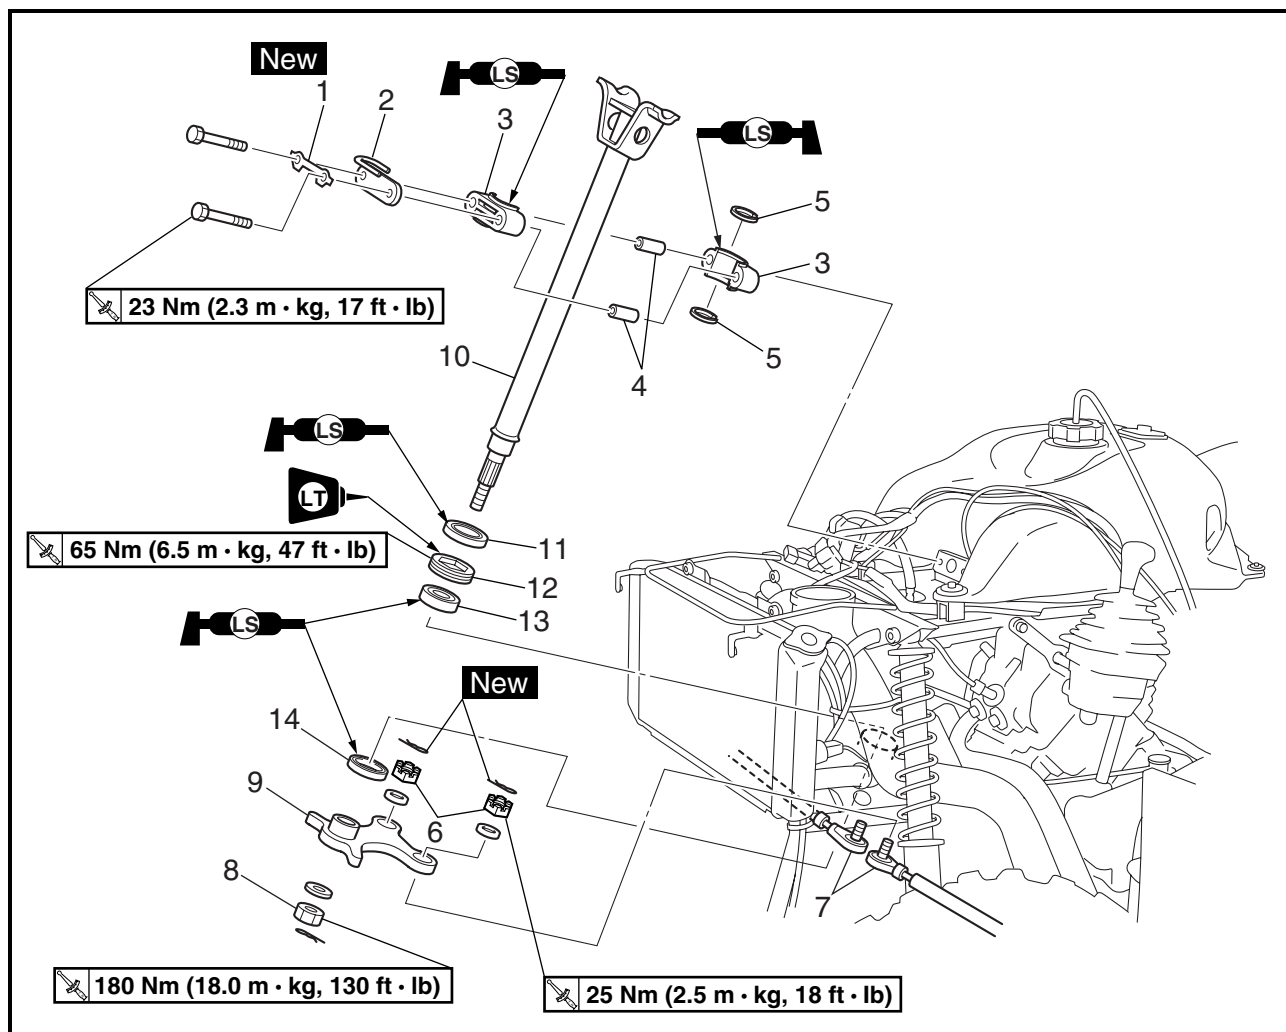 New
LS
1
2
3
LS
5
3
23 Nm (2.3 m · kg, 17 ft · lb)
10
5
4
LS
LT
11
65 Nm (6.5 m · kg, 47 ft · lb)
12
13
LS
New
14
9
6
8
7
180 Nm (18.0 m · kg, 130 ft · lb)
25 Nm (2.5 m · kg, 18 ft · lb)